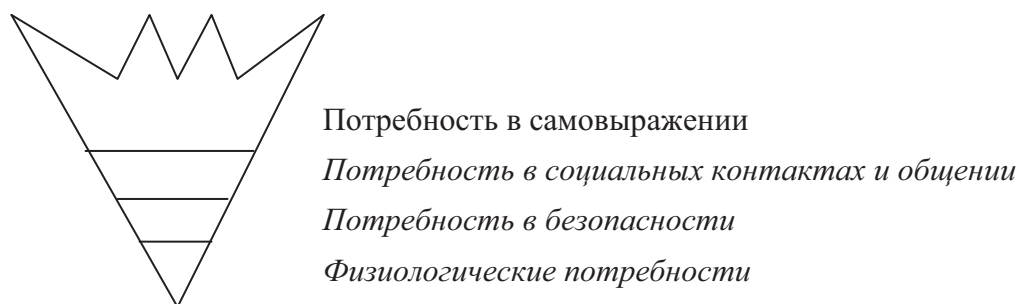 Потребность в самовыражении
Потребность в социальных контактах и общении
Потребность в безопасности
Физиологические потребности